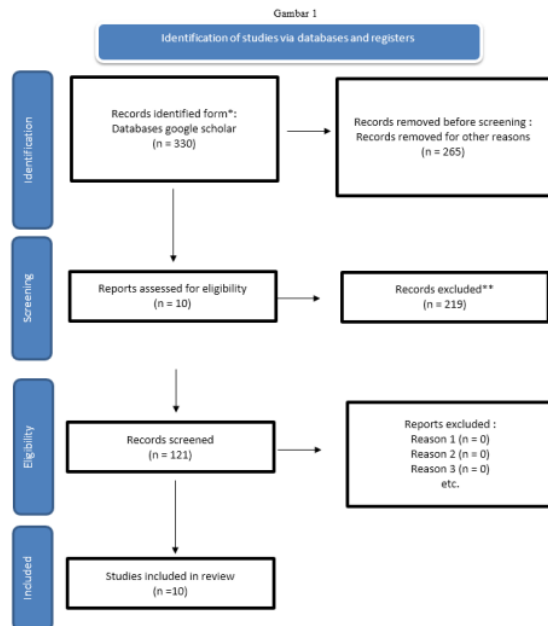 Gambar 1
Identification of studies via databases and registers
Identification
Records identified form*:
Databases google scholar
(n = 330)
Records removed before screening :
Records removed for other reasons
(n = 265)
Screening
Reports assessed for eligibility
(n = 10)
Records excluded**
(n = 219)
Eligibility
Records screened
(n = 121)
Reports excluded :
Reason 1 (n = 0)
Reason 2 (n = 0)
Reason 3 (n = 0)
etc.
Included
Studies included in review
(n =10)